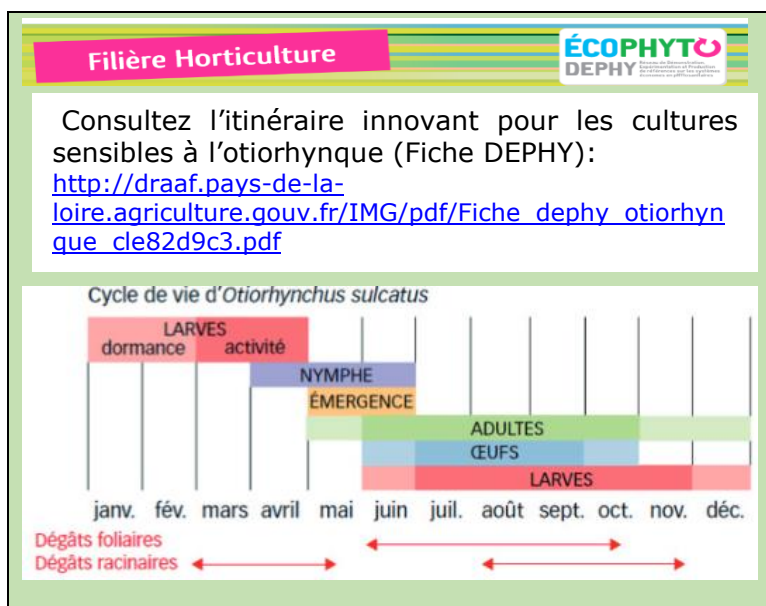 Filière Horticulture
ÉCOPHYTO
DEPHY
Consultez l'itinéraire innovant pour les cultures
sensibles à l'otiorhynque (Fiche DEPHY):
http://draaf.pays-de-la-
loire.agriculture.gouv.fr/IMG/pdf/Fiche_dephy_otiorhyn
que_cle82d9c3.pdf
Cycle de vie d'Otiorhynchus sulcatus
LARVES
dormance activité
NYMPHE
ÉMERGENCE
ADULTES
ŒUFS
LARVES
janv. fév. mars avril mai juin juil. août sept. oct. nov. déc.
Dégâts foliaires
Dégâts racinaires